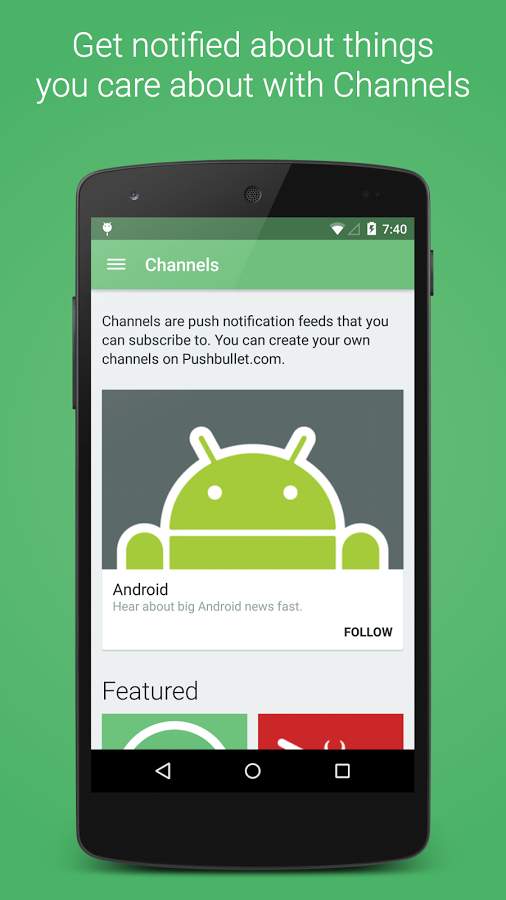 Get notified about things
you care about with Channels
7:40
Channels
Channels are push notification feeds that you
can subscribe to. You can create your own
channels on Pushbullet.com.
Android
Hear about big Android news fast.
FOLLOW
Featured